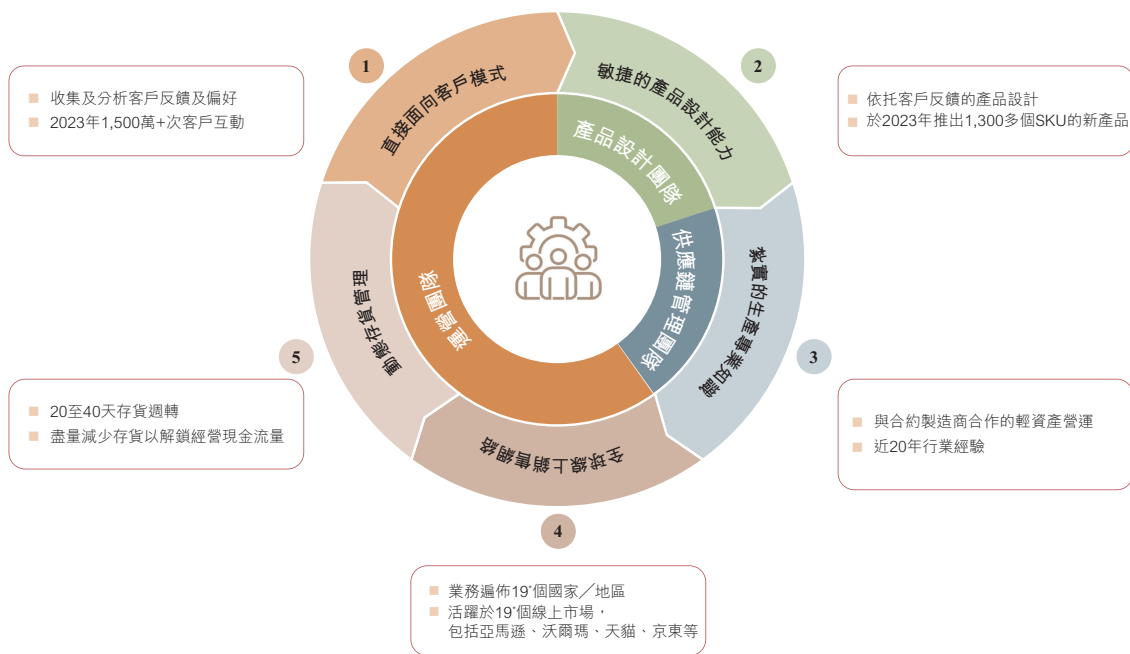 1
直接面向客戶模式
收集及分析客戶反饋及偏好
2023年1,500萬+次客戶互動
2
敏捷的產品設計能力
依托客戶反饋的產品設計
於2023年推出1,300多個SKU的新產品
3
紮實的生產專業知識
與合約製造商合作的輕資產營運
近20年行業經驗
4
全球線上銷售網絡
業務遍佈19*個國家／地區
活躍於19*個線上市場，
包括亞馬遜、沃爾瑪、天貓、京東等
5
動態存貨管理
20至40天存貨週轉
盡量減少存貨以解鎖經營現金流量
產品設計團隊
供應鏈管理團隊
運營團隊